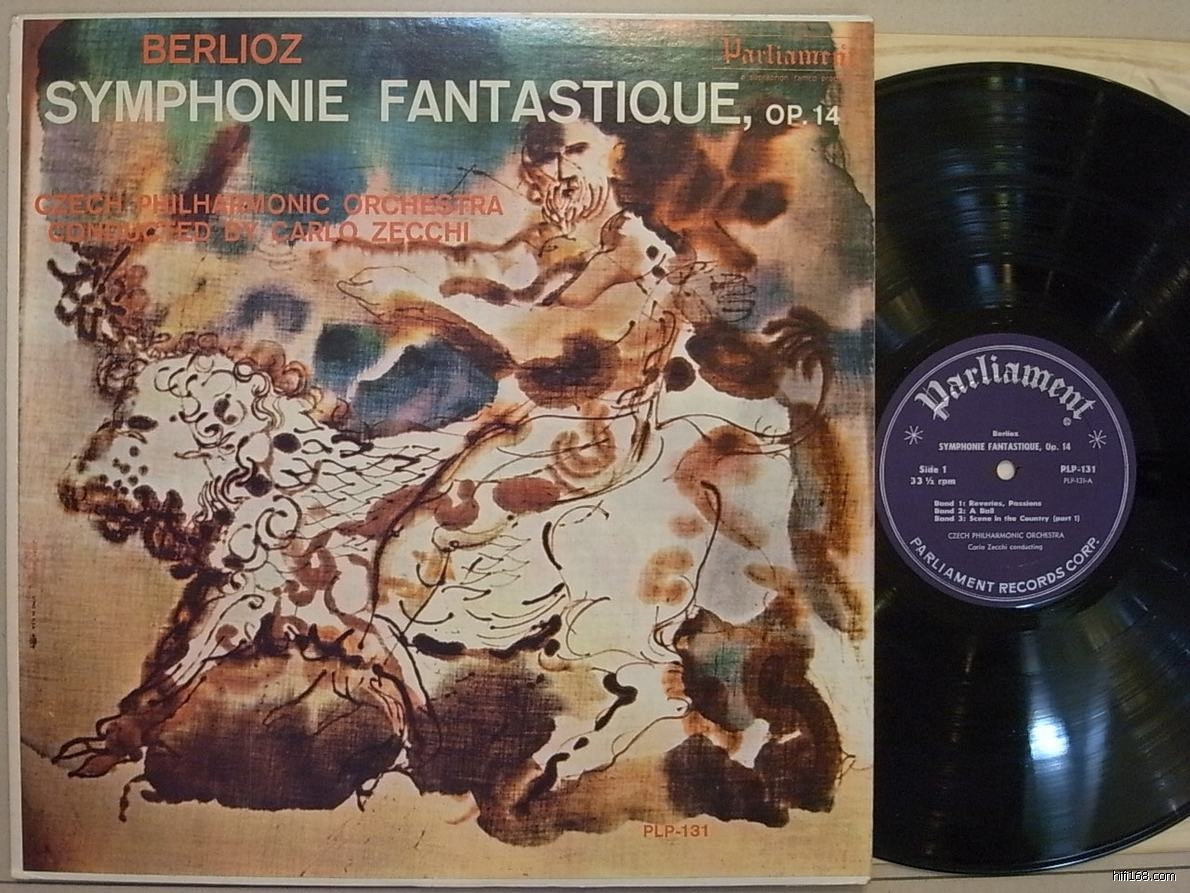 BERLIOZ
Parliament
a supraphon ramco
SYMPHONIE FANTASTIQUE, OP. 14
CZECH PHILHARMONIC ORCHESTRA
CONDUCTED BY CARLO ZECCHI
PLP-131
Parliament
Berlioz
SYMPHONIE FANTASTIQUE, Op. 14
Side 1 PLP-131
33 ⅓ rpm PLP-131-A
Band 1: Reveries, Passions
Band 2: A Ball
Band 3: Scene in the Country (part 1)
CZECH PHILHARMONIC ORCHESTRA
Carlo Zecchi conducting
PARLIAMENT RECORDS CORP.
hifi168.com